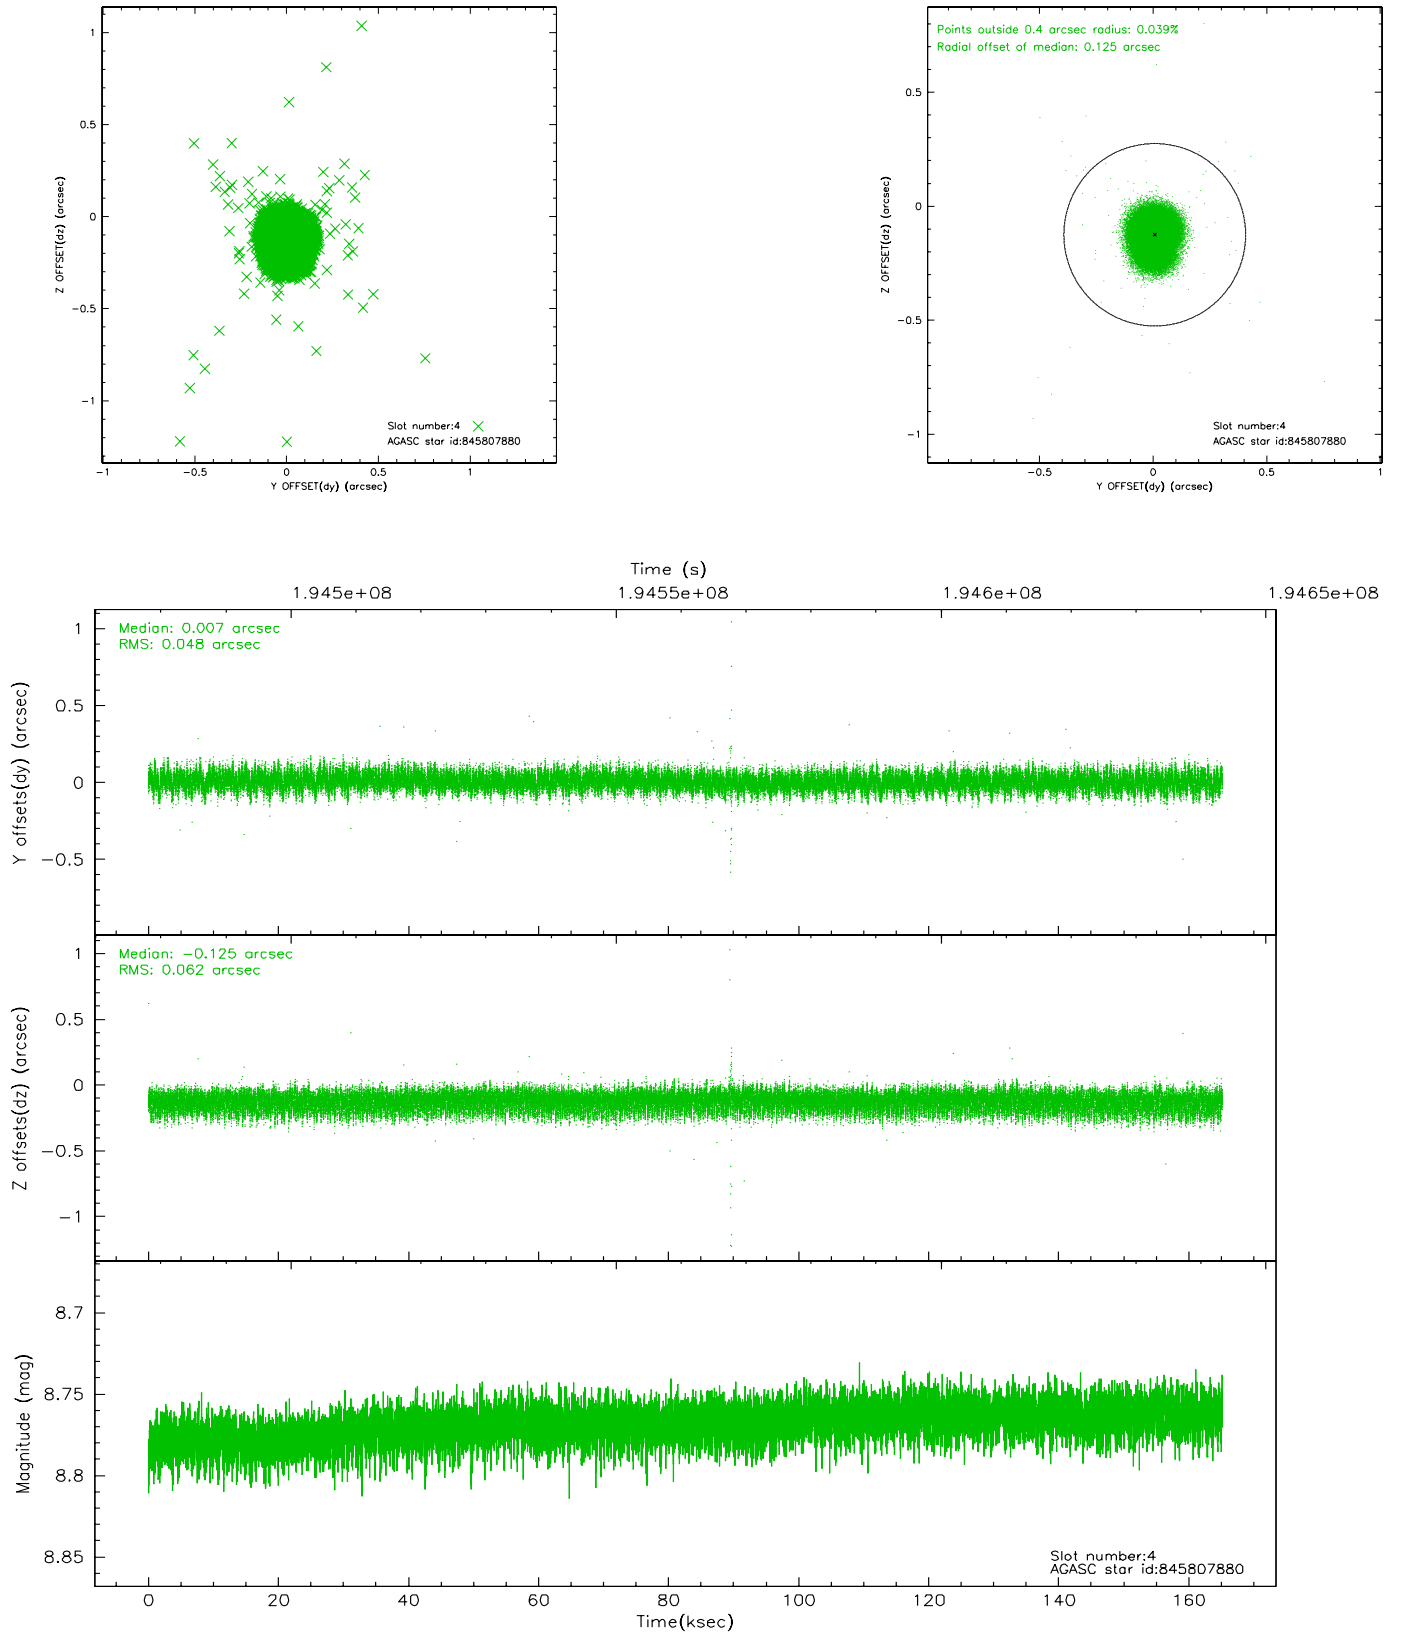 1
0.5
0
−0.5
−1
Z OFFSET(dz) (arcsec)
Slot number:4
AGASC star id:845807880
−1
−0.5
0
0.5
1
Y OFFSET(dy) (arcsec)
Points outside 0.4 arcsec radius: 0.039%
Radial offset of median: 0.125 arcsec
0.5
0
−0.5
−1
Z OFFSET(dz) (arcsec)
Slot number:4
AGASC star id:845807880
−0.5
0
0.5
1
Y OFFSET(dy) (arcsec)
Time (s)
1.945e+08
1.9455e+08
1.946e+08
1.9465e+08
Median: 0.007 arcsec
RMS: 0.048 arcsec
1
0.5
0
−0.5
Y offsets(dy) (arcsec)
Median: −0.125 arcsec
RMS: 0.062 arcsec
1
0.5
0
−0.5
−1
Z offsets(dz) (arcsec)
8.7
8.75
8.8
8.85
Magnitude (mag)
Slot number:4
AGASC star id:845807880
0
20
40
60
80
100
120
140
160
Time(ksec)